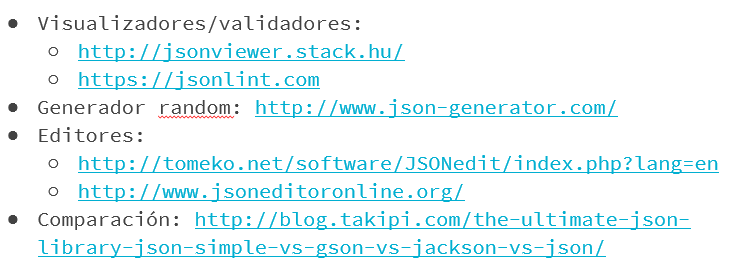 ● Visualizadores/validadores:
○ http://jsonviewer.stack.hu/
○ https://jsonlint.com
● Generador random: http://www.json-generator.com/
● Editores:
○ http://tomeko.net/software/JSONedit/index.php?lang=en
○ http://www.jsoneditoronline.org/
● Comparación: http://blog.takipi.com/the-ultimate-json-
library-json-simple-vs-gson-vs-jackson-vs-json/